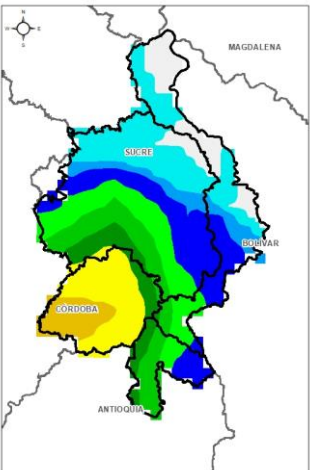 N
W E
S
MAGDALENA
SUCRE
BOLIVAR
CORDOBA
ANTIOQUIA